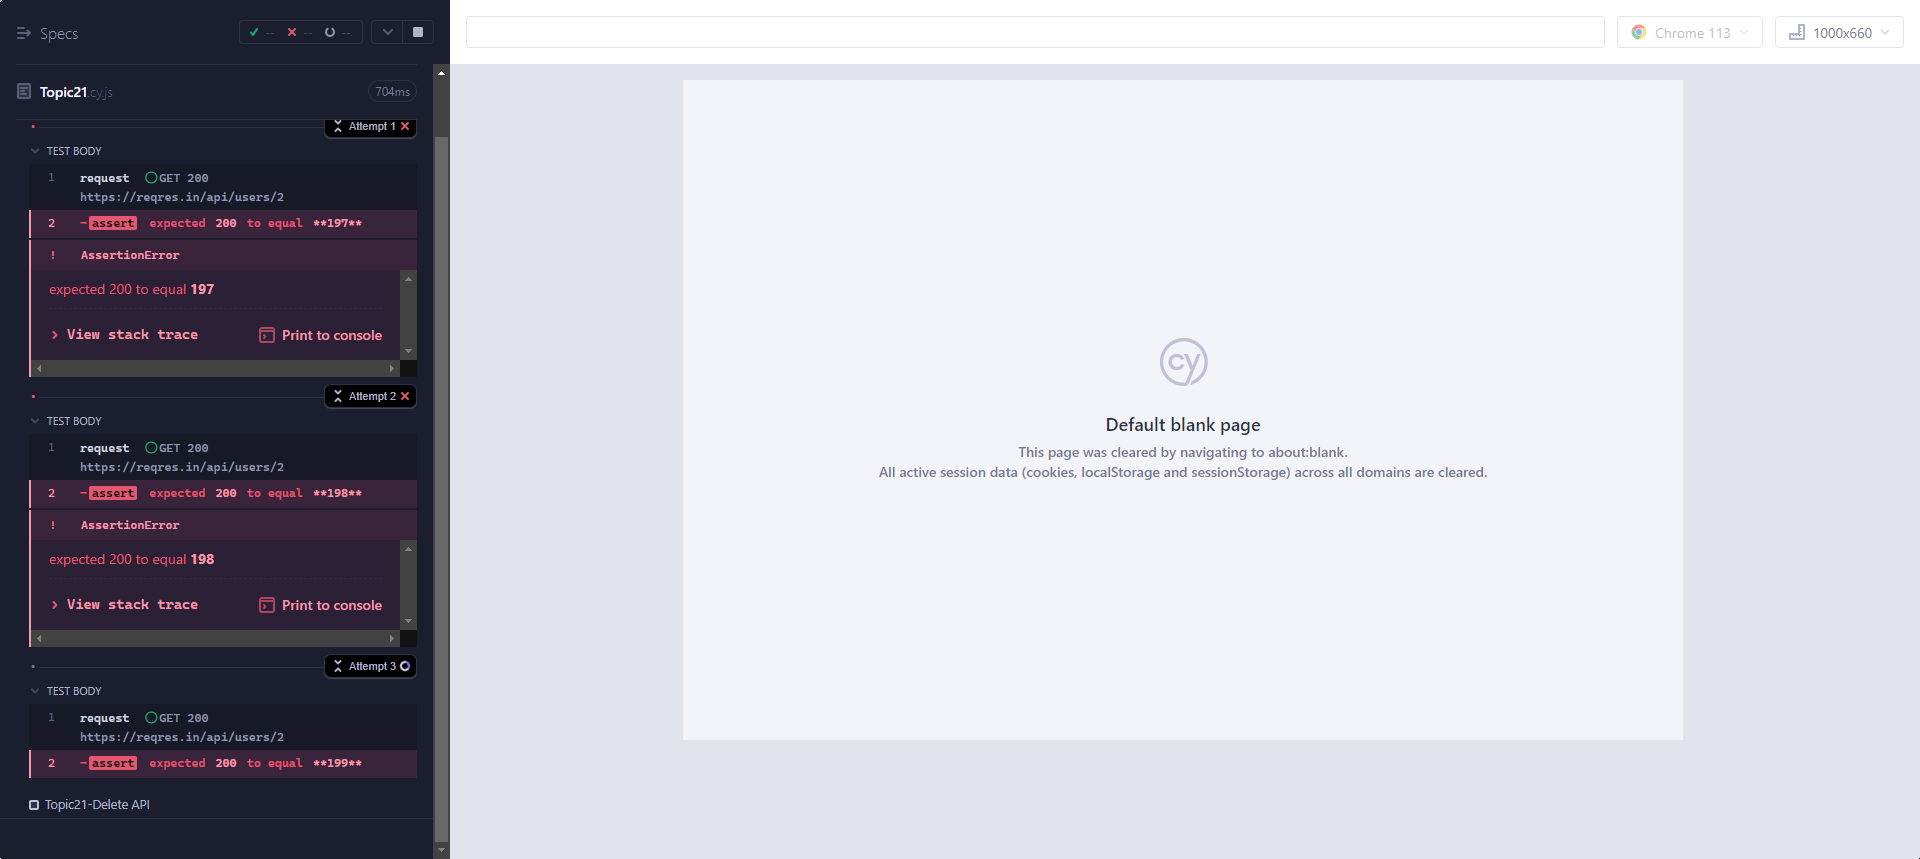 Specs
-- -- --
Topic21.cy.js
704ms
Attempt 1
TEST BODY
1 request GET 200
https://reqres.in/api/users/2
2 -assert expected 200 to equal **197**
! AssertionError
expected 200 to equal 197
> View stack trace
Print to console
Attempt 2
TEST BODY
1 request GET 200
https://reqres.in/api/users/2
2 -assert expected 200 to equal **198**
! AssertionError
expected 200 to equal 198
> View stack trace
Print to console
Attempt 3
TEST BODY
1 request GET 200
https://reqres.in/api/users/2
2 -assert expected 200 to equal **199**
Topic21-Delete API
Chrome 113
1000x660
cy
Default blank page
This page was cleared by navigating to about:blank.
All active session data (cookies, localStorage and sessionStorage) across all domains are cleared.